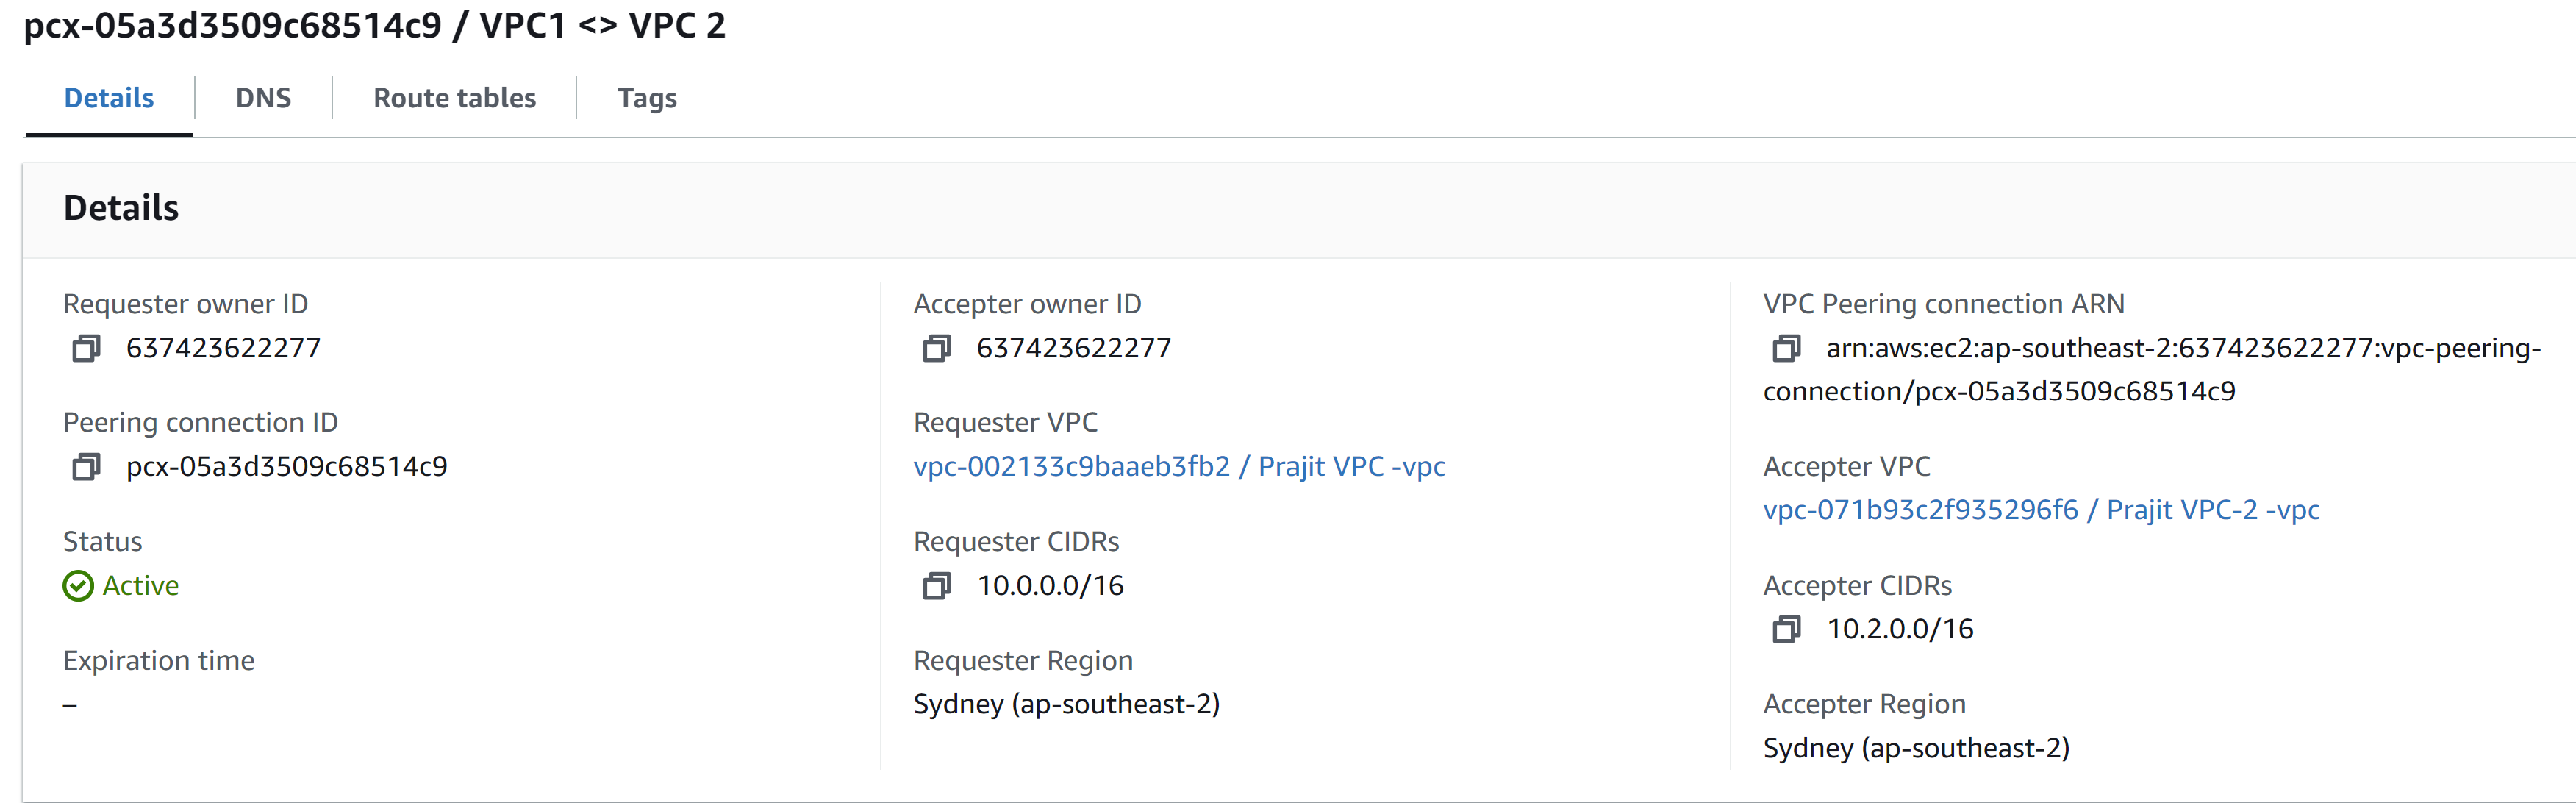 pcx-05a3d3509c68514c9 / VPC1 <> VPC 2
Details
DNS
Route tables
Tags
Details
Requester owner ID
637423622277
Peering connection ID
pcx-05a3d3509c68514c9
Status
Active
Expiration time
–
Accepter owner ID
637423622277
Requester VPC
vpc-002133c9baaeb3fb2 / Prajit VPC -vpc
Requester CIDRs
10.0.0.0/16
Requester Region
Sydney (ap-southeast-2)
VPC Peering connection ARN
arn:aws:ec2:ap-southeast-2:637423622277:vpc-peering-
connection/pcx-05a3d3509c68514c9
Accepter VPC
vpc-071b93c2f935296f6 / Prajit VPC-2 -vpc
Accepter CIDRs
10.2.0.0/16
Accepter Region
Sydney (ap-southeast-2)